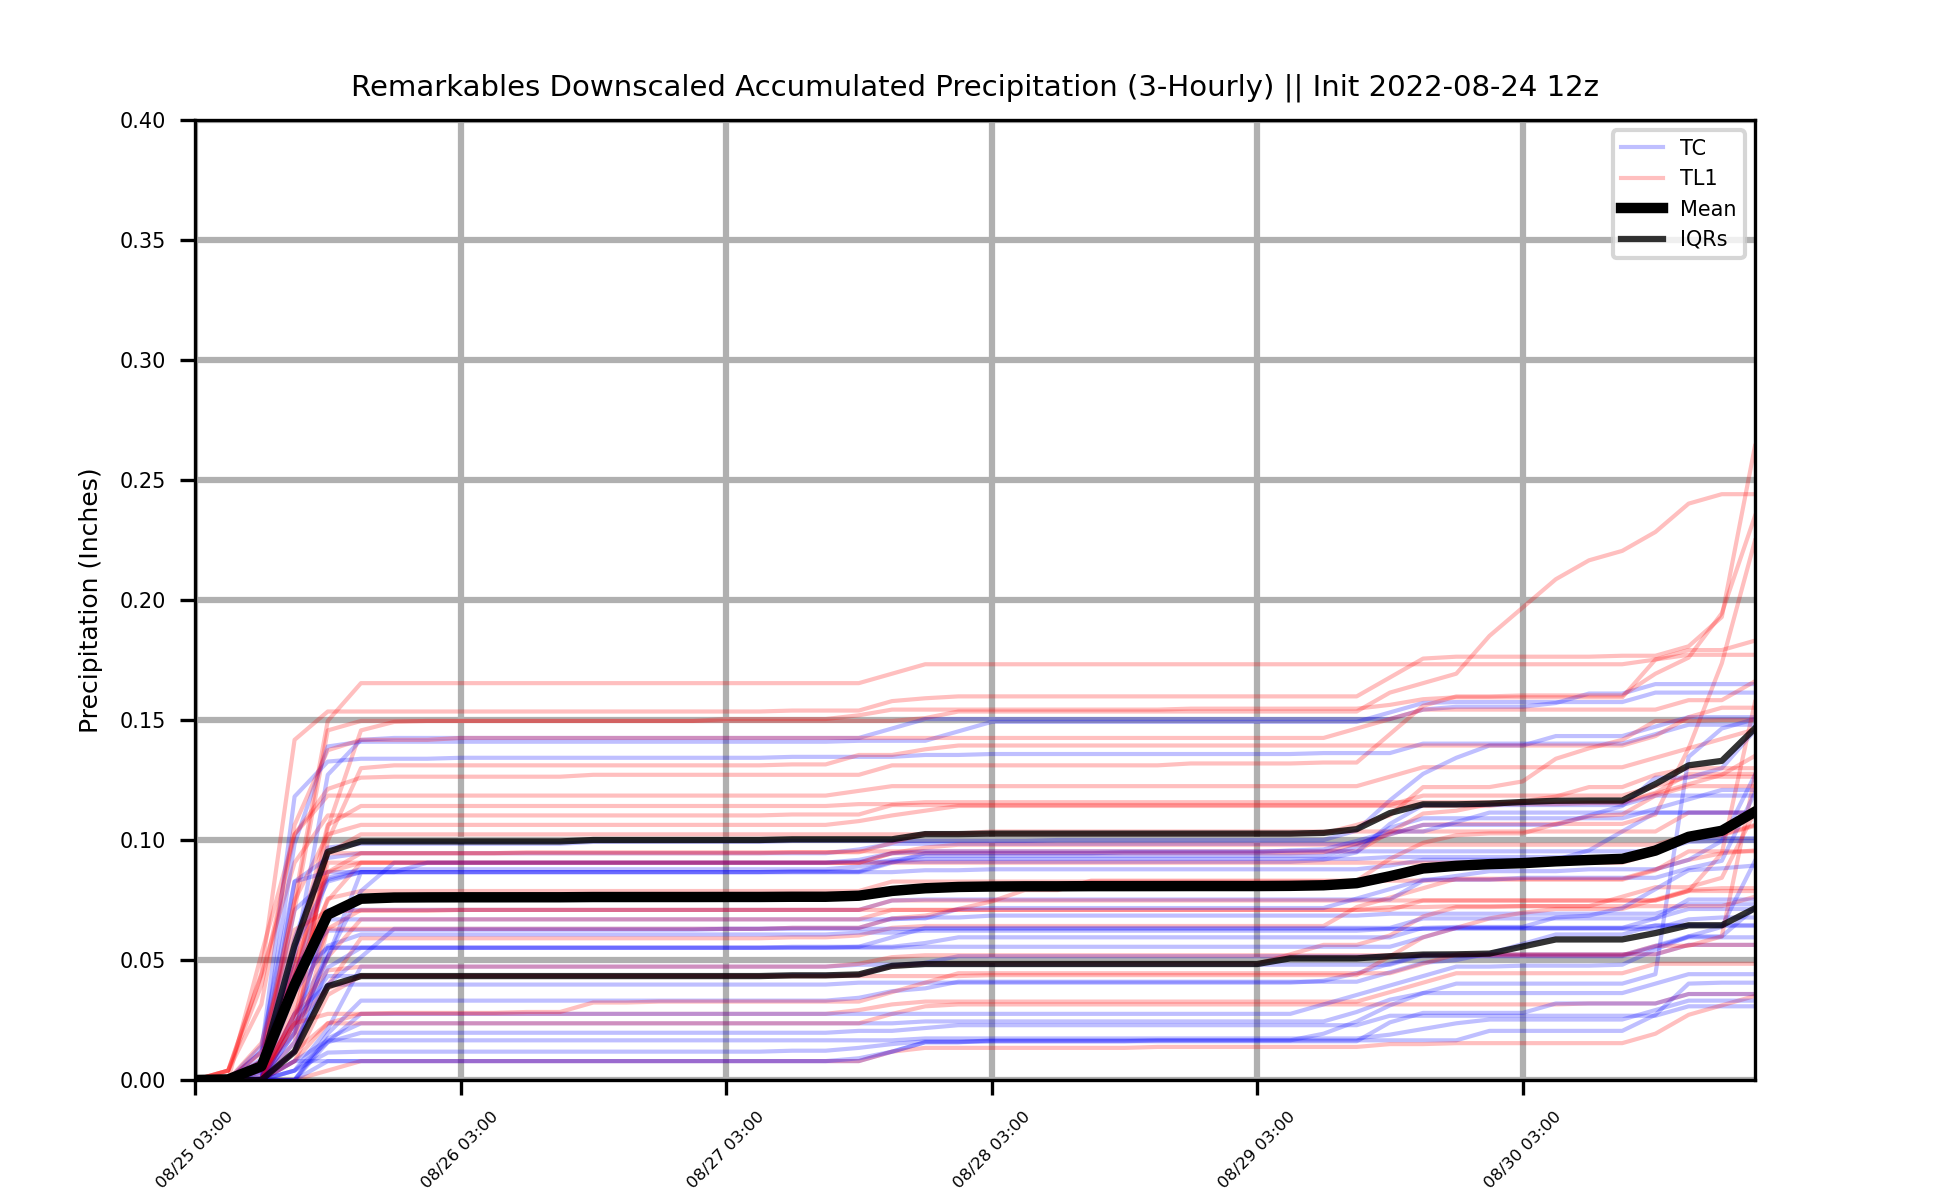 Remarkables Downscaled Accumulated Precipitation (3-Hourly) || Init 2022-08-24 12z
0.40
0.35
0.30
0.25
0.20
0.15
0.10
0.05
0.00
Precipitation (Inches)
TC
TL1
Mean
IQRs
08/25 03:00
08/26 03:00
08/27 03:00
08/28 03:00
08/29 03:00
08/30 03:00